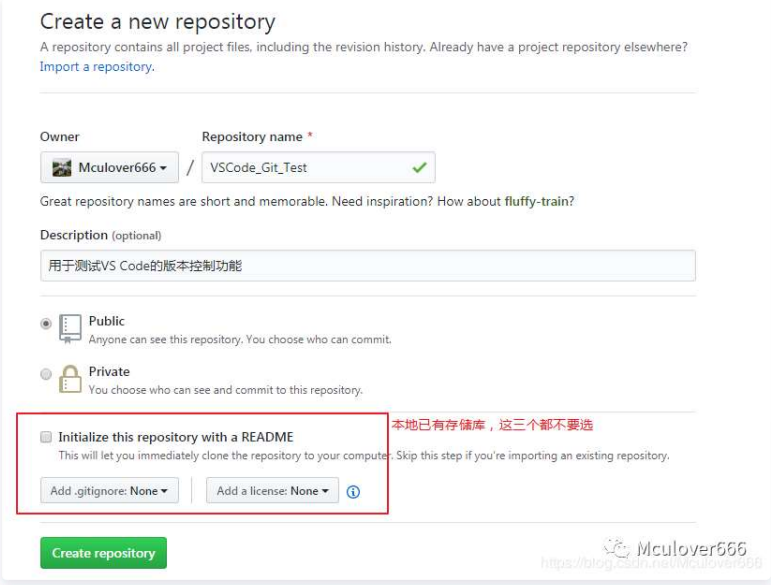 Create a new repository
A repository contains all project files, including the revision history. Already have a project repository elsewhere?
Import a repository.
Owner Repository name *
Mculover666 / VSCode_Git_Test
Great repository names are short and memorable. Need inspiration? How about fluffy-train?
Description (optional)
用于测试VS Code的版本控制功能
Public
Anyone can see this repository. You choose who can commit.
Private
You choose who can see and commit to this repository.
本地已有存储库，这三个都不要选
Initialize this repository with a README
This will let you immediately clone the repository to your computer. Skip this step if you're importing an existing repository.
Add .gitignore: None Add a license: None
Create repository
Mculover666
https://blog.csdn.net/Mculover666